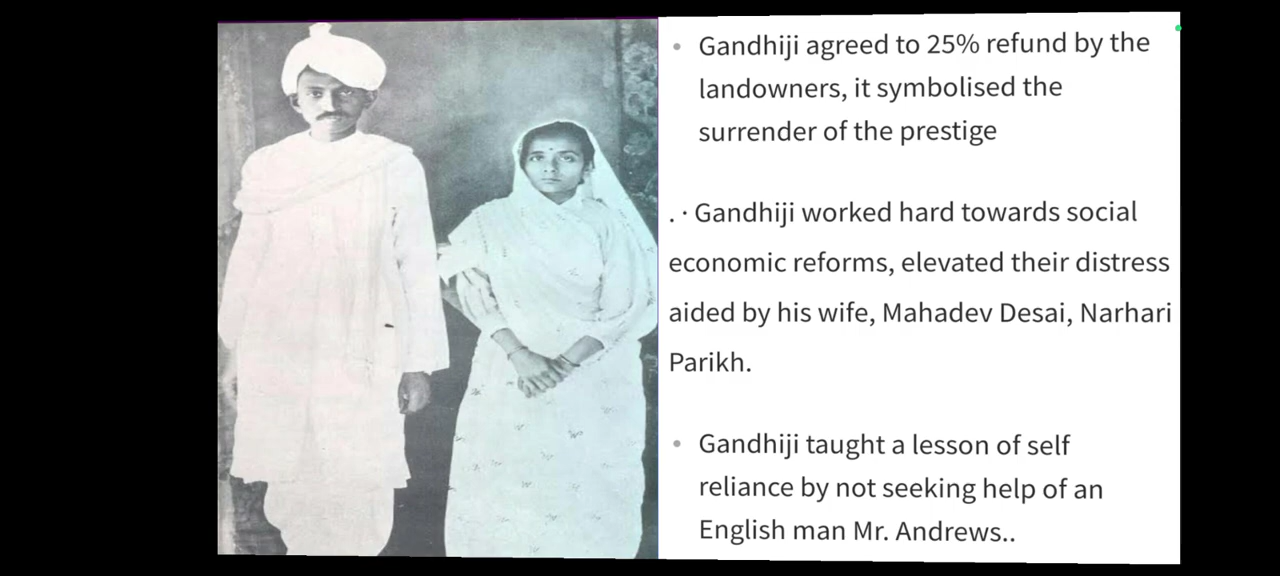 • Gandhiji agreed to 25% refund by the
landowners, it symbolised the
surrender of the prestige
. · Gandhiji worked hard towards social
economic reforms, elevated their distress
aided by his wife, Mahadev Desai, Narhari
Parikh.
• Gandhiji taught a lesson of self
reliance by not seeking help of an
English man Mr. Andrews..